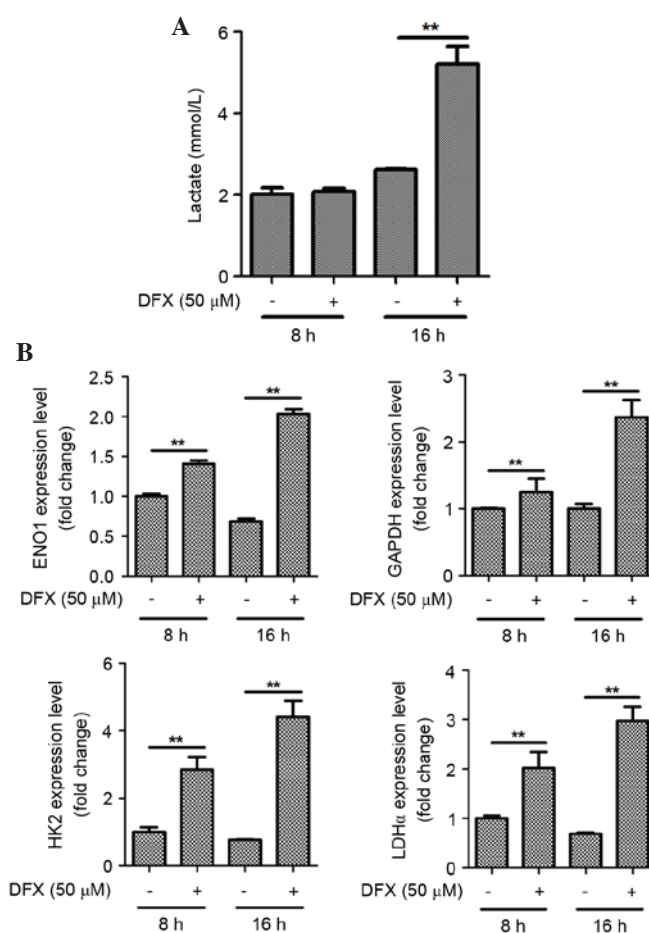 A
**
6
4
2
0
Lactate (mmol/L)
DFX (50 μM) - + - +
8 h 16 h
B
2.5
2.0
1.5
1.0
0.5
0.0
ENO1 expression level
(fold change)
**
**
DFX (50 μM) - + - +
8 h 16 h
3
2
1
0
GAPDH expression level
(fold change)
**
**
DFX (50 μM) - + - +
8 h 16 h
6
4
2
0
HK2 expression level
(fold change)
**
**
DFX (50 μM) - + - +
8 h 16 h
4
3
2
1
0
LDHα expression level
(fold change)
**
**
DFX (50 μM) - + - +
8 h 16 h